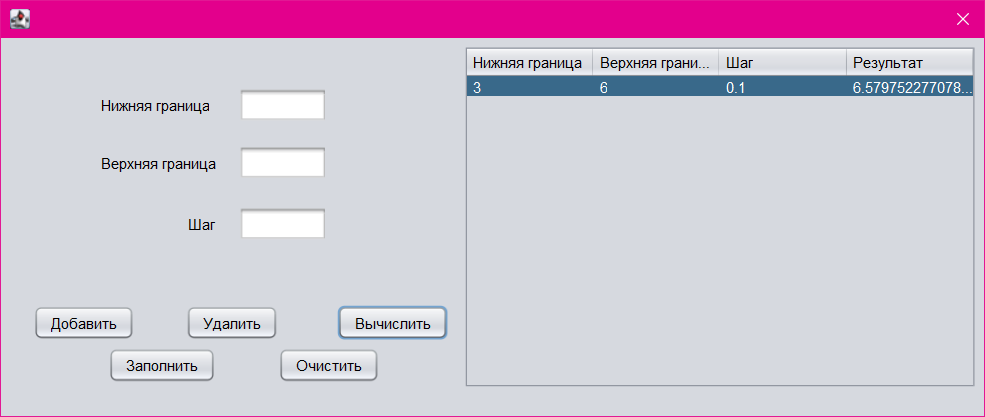 Нижняя граница
Верхняя граница
Шаг
Добавить Удалить Вычислить
Заполнить Очистить
Нижняя граница Верхняя грани... Шаг Результат
3 6 0.1 6.579752277078...